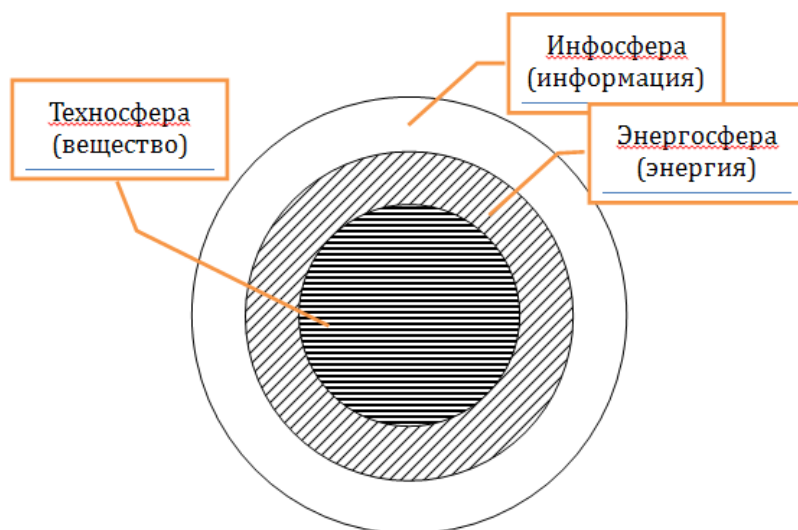 Инфосфера
(информация)
Техносфера
(вещество)
Энергосфера
(энергия)